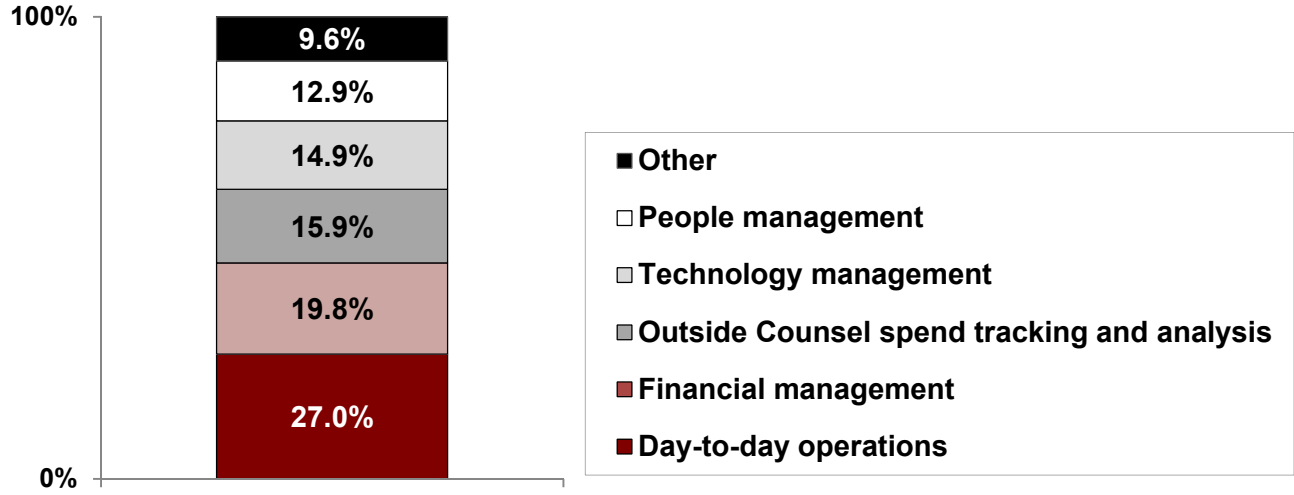 100%
9.6%
12.9%
14.9%
15.9%
19.8%
27.0%
0%
Other
People management
Technology management
Outside Counsel spend tracking and analysis
Financial management
Day-to-day operations